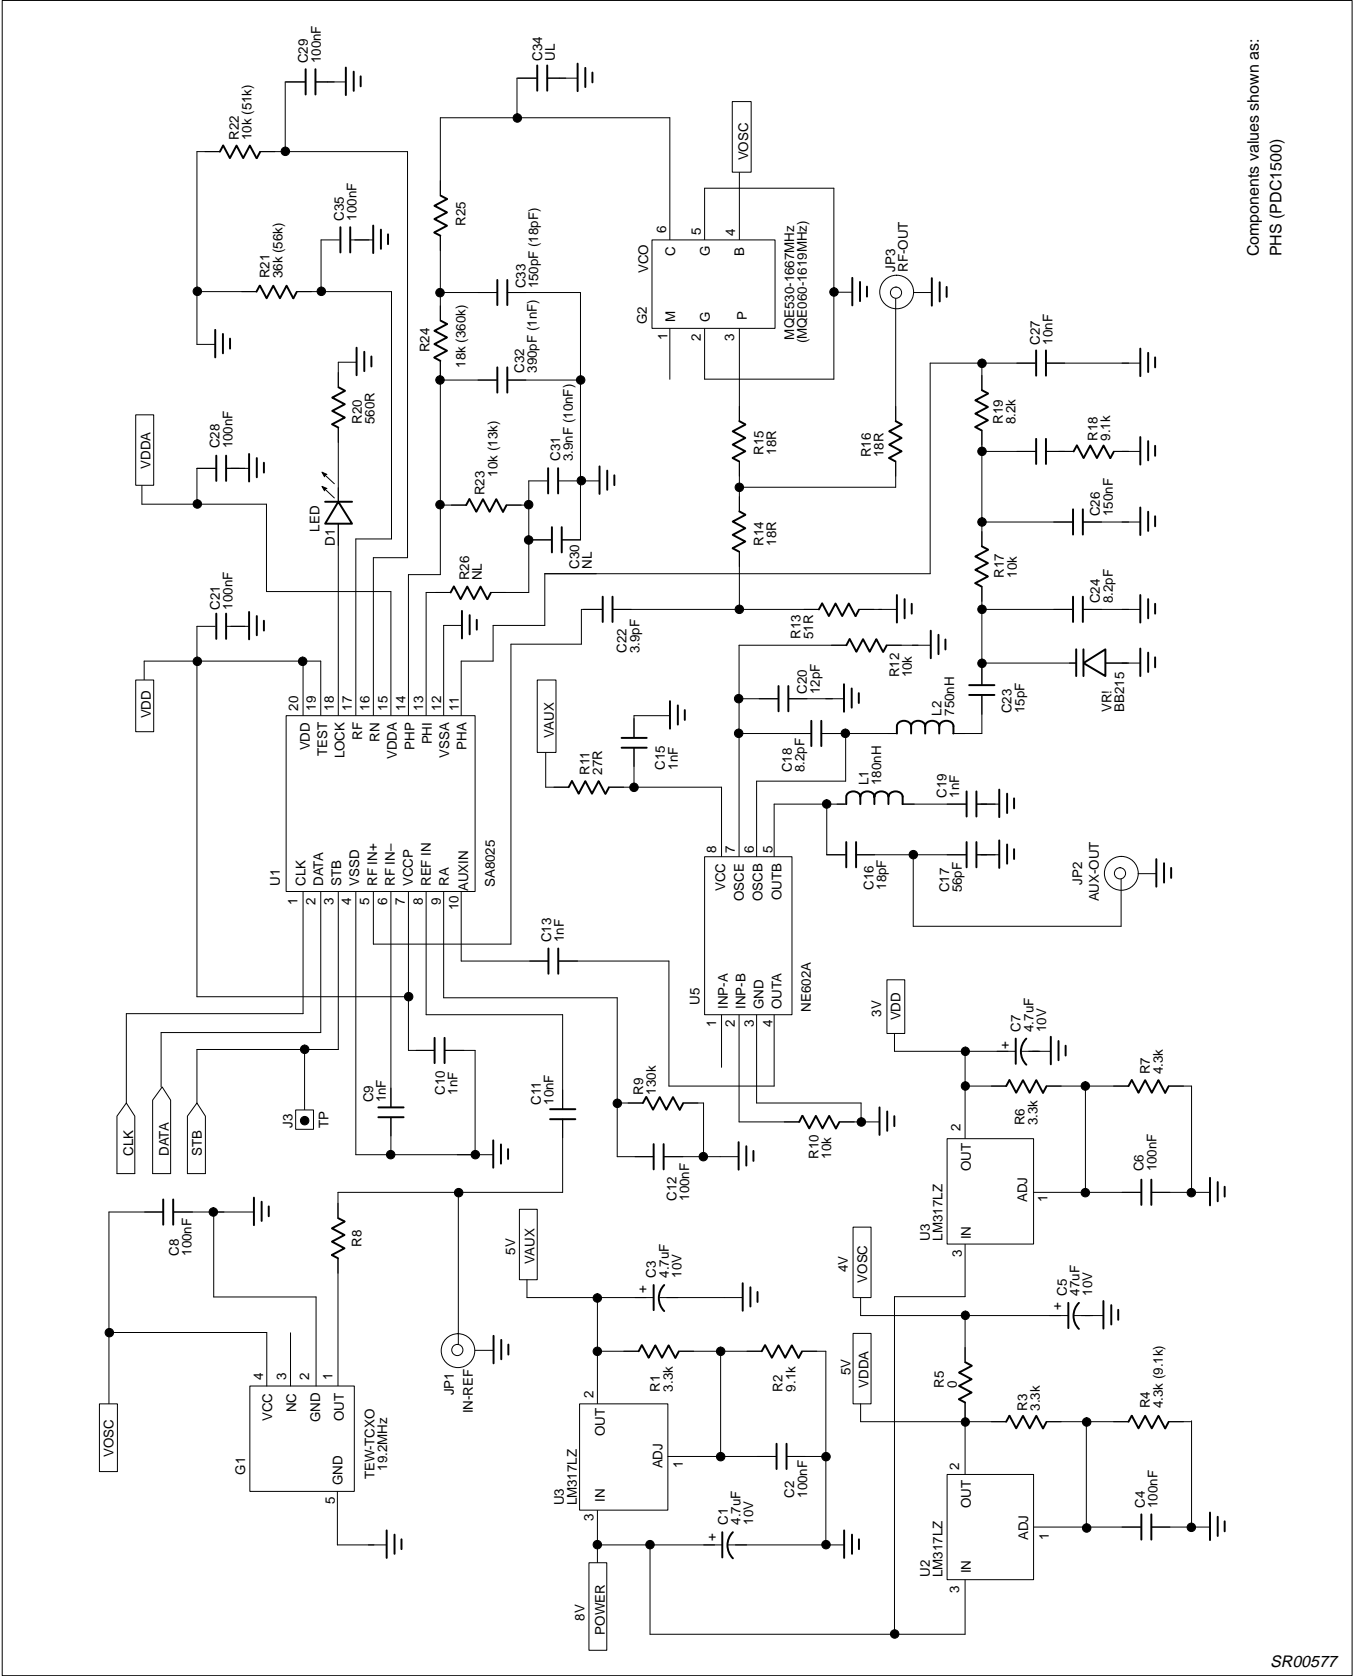 VOSC
G1
VCC
NC
GND
OUT
GND
4
3
2
1
5
TEW-TCXO
19.2MHz
C8
100nF
R8
JP1
IN-REF
CLK
DATA
STB
J3
TP
C9
1nF
C10
1nF
C11
10nF
R9
130k
C12
100nF
C13
1nF
U1
CLK
DATA
STB
VSSD
RF IN+
RF IN–
VCCP
REF IN
RA
AUXIN
1
2
3
4
5
6
7
8
9
10
VDD
TEST
LOCK
RF
RN
VDDA
PHP
PHI
VSSA
PHA
20
19
18
17
16
15
14
13
12
11
SA8025
VDD
C21
100nF
VDDA
C28
100nF
LED
D1
R20
560R
R21
36k (56k)
C35
100nF
R22
10k (51k)
C29
100nF
R26
NL
R23
10k (13k)
C30
NL
C31
3.9nF (10nF)
R24
18k (360k)
C32
390pF (1nF)
C33
150pF (18pF)
R25
C34
UL
G2
VCO
M
G
P
1
2
3
C
G
B
6
5
4
MQE530-1667MHz
(MQE060-1619MHz)
VOSC
JP3
RF-OUT
R16
18R
R15
18R
R14
18R
C22
3.9pF
R13
51R
R12
10k
VAUX
R11
27R
C15
1nF
C20
12pF
C18
8.2pF
L2
750nH
C23
15pF
L1
180nH
C19
1nF
C16
18pF
C17
56pF
JP2
AUX-OUT
U5
INP-A
INP-B
GND
OUTA
1
2
3
4
VCC
OSCE
OSCB
OUTB
8
7
6
5
NE602A
R10
10k
VR!
BB215
C24
8.2pF
R17
10k
C26
150nF
R18
9.1k
R19
8.2k
C27
10nF
8V
POWER
U3
LM317LZ
IN
OUT
ADJ
3
2
1
C1
4.7uF
10V
C2
100nF
R1
3.3k
R2
9.1k
C3
4.7uF
10V
5V
VAUX
U2
LM317LZ
IN
OUT
ADJ
3
2
1
C4
100nF
R3
3.3k
R4
4.3k (9.1k)
5V
VDDA
R5
0
4V
VOSC
C5
47uF
10V
U3
LM317LZ
IN
OUT
ADJ
3
2
1
C6
100nF
R6
3.3k
R7
4.3k
3V
VDD
C7
4.7uF
10V
+
+
+
+
Components values shown as:
PHS (PDC1500)
SR00577